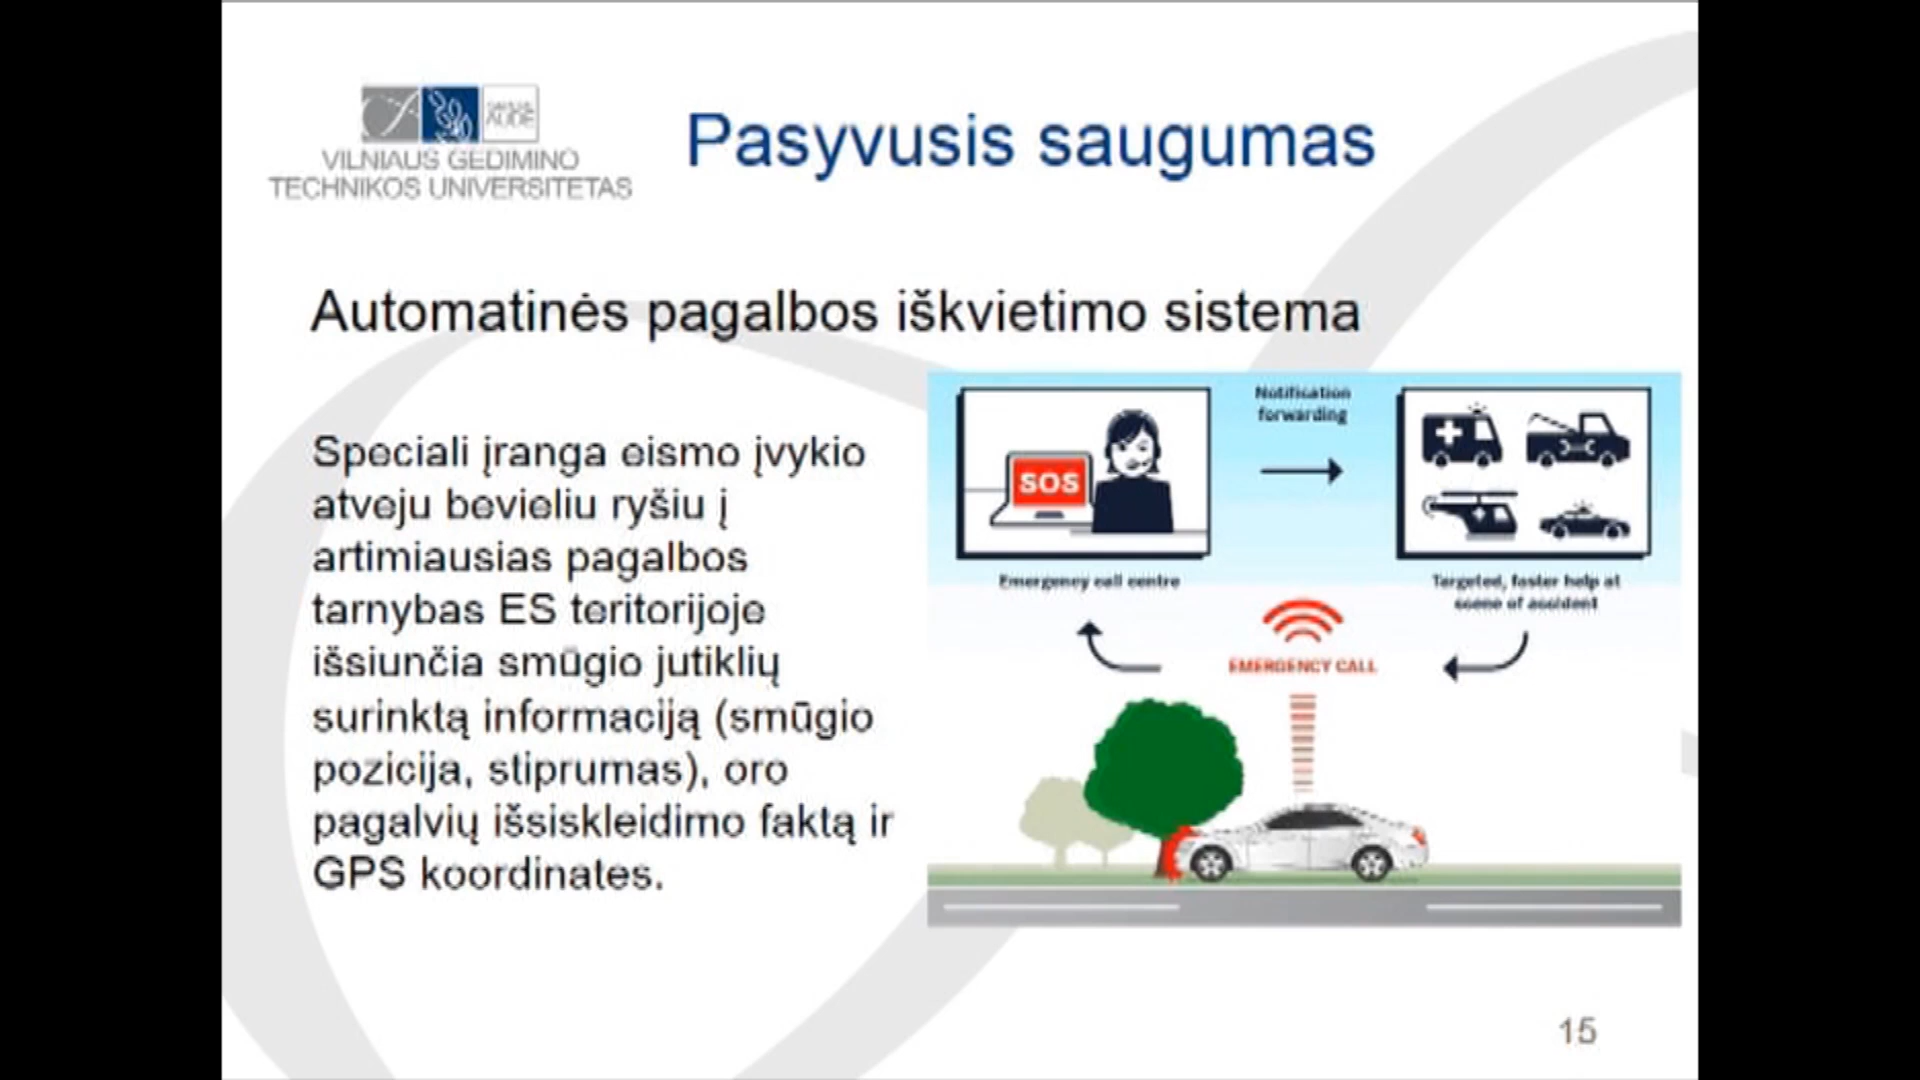 VILNIAUS GEDIMINO
TECHNIKOS UNIVERSITETAS
Pasyvusis saugumas
Automatinės pagalbos iškvietimo sistema
Speciali įranga eismo įvykio
atveju bevieliu ryšiu į
artimiausias pagalbos
tarnybas ES teritorijoje
išsiunčia smūgio jutiklių
surinktą informaciją (smūgio
pozicija, stiprumas), oro
pagalvių išsiskleidimo faktą ir
GPS koordinates.
Notification
forwarding
SOS
Emergency call centre
Targeted, faster help at
scene of accident
EMERGENCY CALL
15